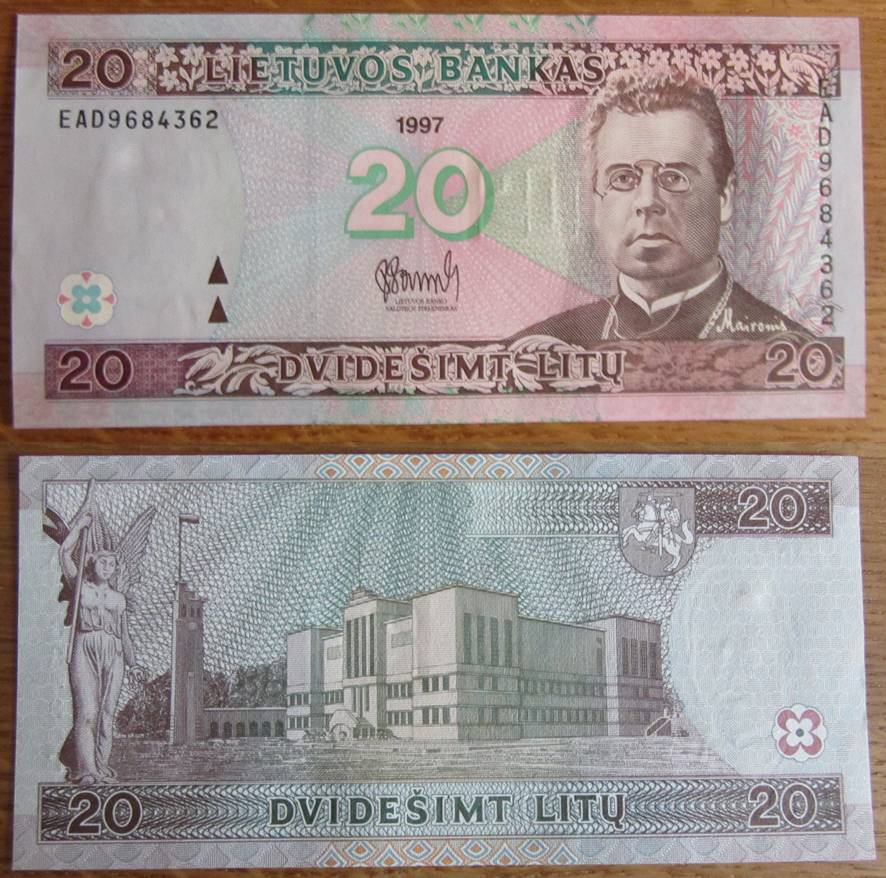 20 LIETUVOS BANKAS
EAD9684362
1997
20
LIETUVOS BANKO
VALDYBOS PIRMININKAS
Maironis
EAD9684362
20 DVIDEŠIMT LITŲ 20
20
20 DVIDEŠIMT LITŲ 20